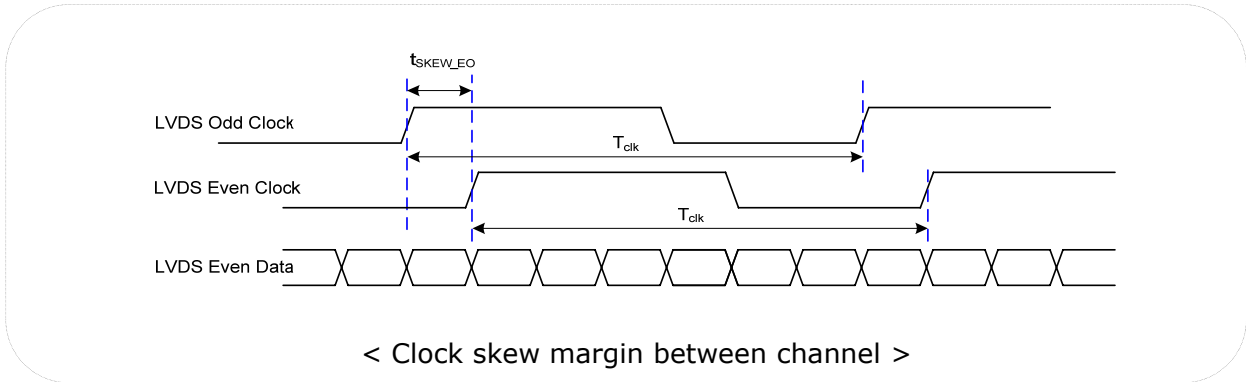 tSKEW_EO
LVDS Odd Clock
Tclk
LVDS Even Clock
Tclk
LVDS Even Data
< Clock skew margin between channel >